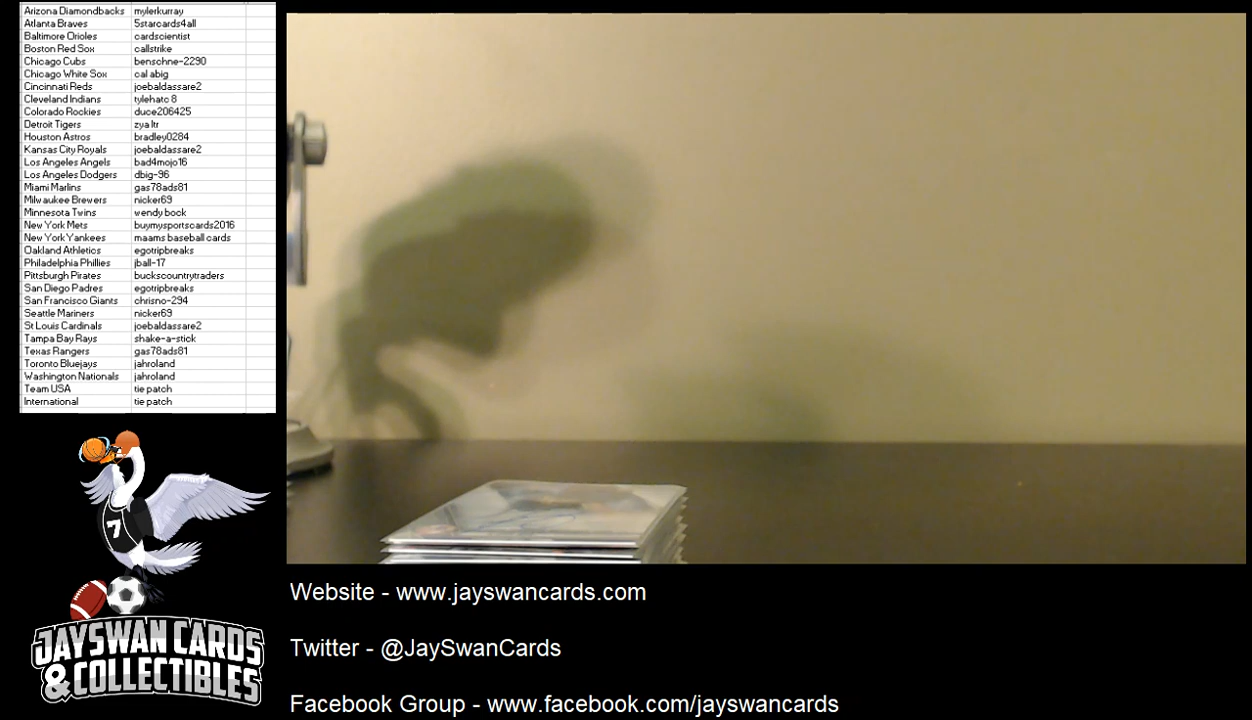 Arizona Diamondbacks mylerkurray
Atlanta Braves 5starcards4all
Baltimore Orioles cardscientist
Boston Red Sox callstrike
Chicago Cubs benschne-2290
Chicago White Sox cal abig
Cincinnati Reds joebaldassare2
Cleveland Indians tylehatc 8
Colorado Rockies duce206425
Detroit Tigers zya ltr
Houston Astros bradley0284
Kansas City Royals joebaldassare2
Los Angeles Angels bad4mojo16
Los Angeles Dodgers dbig-96
Miami Marlins gas78ads81
Milwaukee Brewers nicker69
Minnesota Twins wendy bock
New York Mets buymysportscards2016
New York Yankees maams baseball cards
Oakland Athletics egotripbreaks
Philadelphia Phillies jball-17
Pittsburgh Pirates buckscountrytraders
San Diego Padres egotripbreaks
San Francisco Giants chrisno-294
Seattle Mariners nicker69
St Louis Cardinals joebaldassare2
Tampa Bay Rays shake-a-stick
Texas Rangers gas78ads81
Toronto Bluejays jahroland
Washington Nationals jahroland
Team USA tie patch
International tie patch
7
JAYSWAN CARDS
& COLLECTIBLES
Website - www.jayswancards.com
Twitter - @JaySwanCards
Facebook Group - www.facebook.com/jayswancards